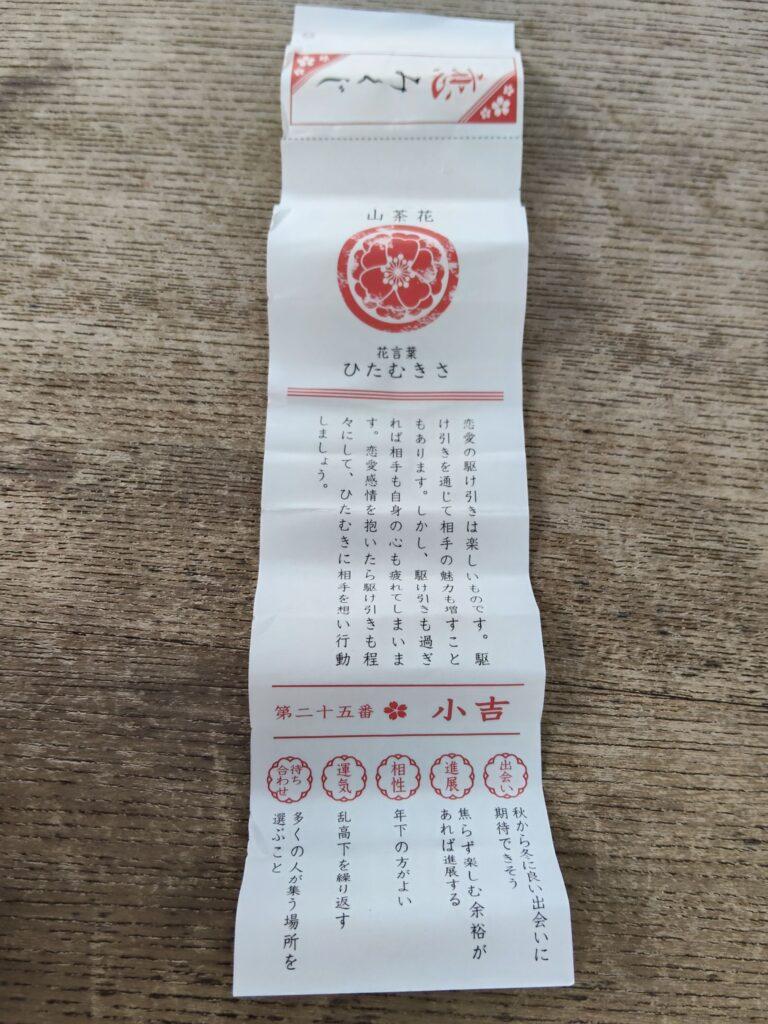 恋みくじ
山茶花
花言葉
ひたむきさ
恋愛の駆け引きは楽しいものです。駆
け引きを通じて相手の魅力も増すこと
もあります。しかし、駆け引きも過ぎ
れば相手も自身の心も疲れてしまいま
す。恋愛感情を抱いたら駆け引きも程
々にして、ひたむきに相手を想い行動
しましょう。
第二十五番 小吉
出会い
秋から冬に良い出会いに
期待できそう
進展
焦らず楽しむ余裕が
あれば進展する
相性
年下の方がよい
運気
乱高下を繰り返す
待ち
合わせ
多くの人が集う場所を
選ぶこと